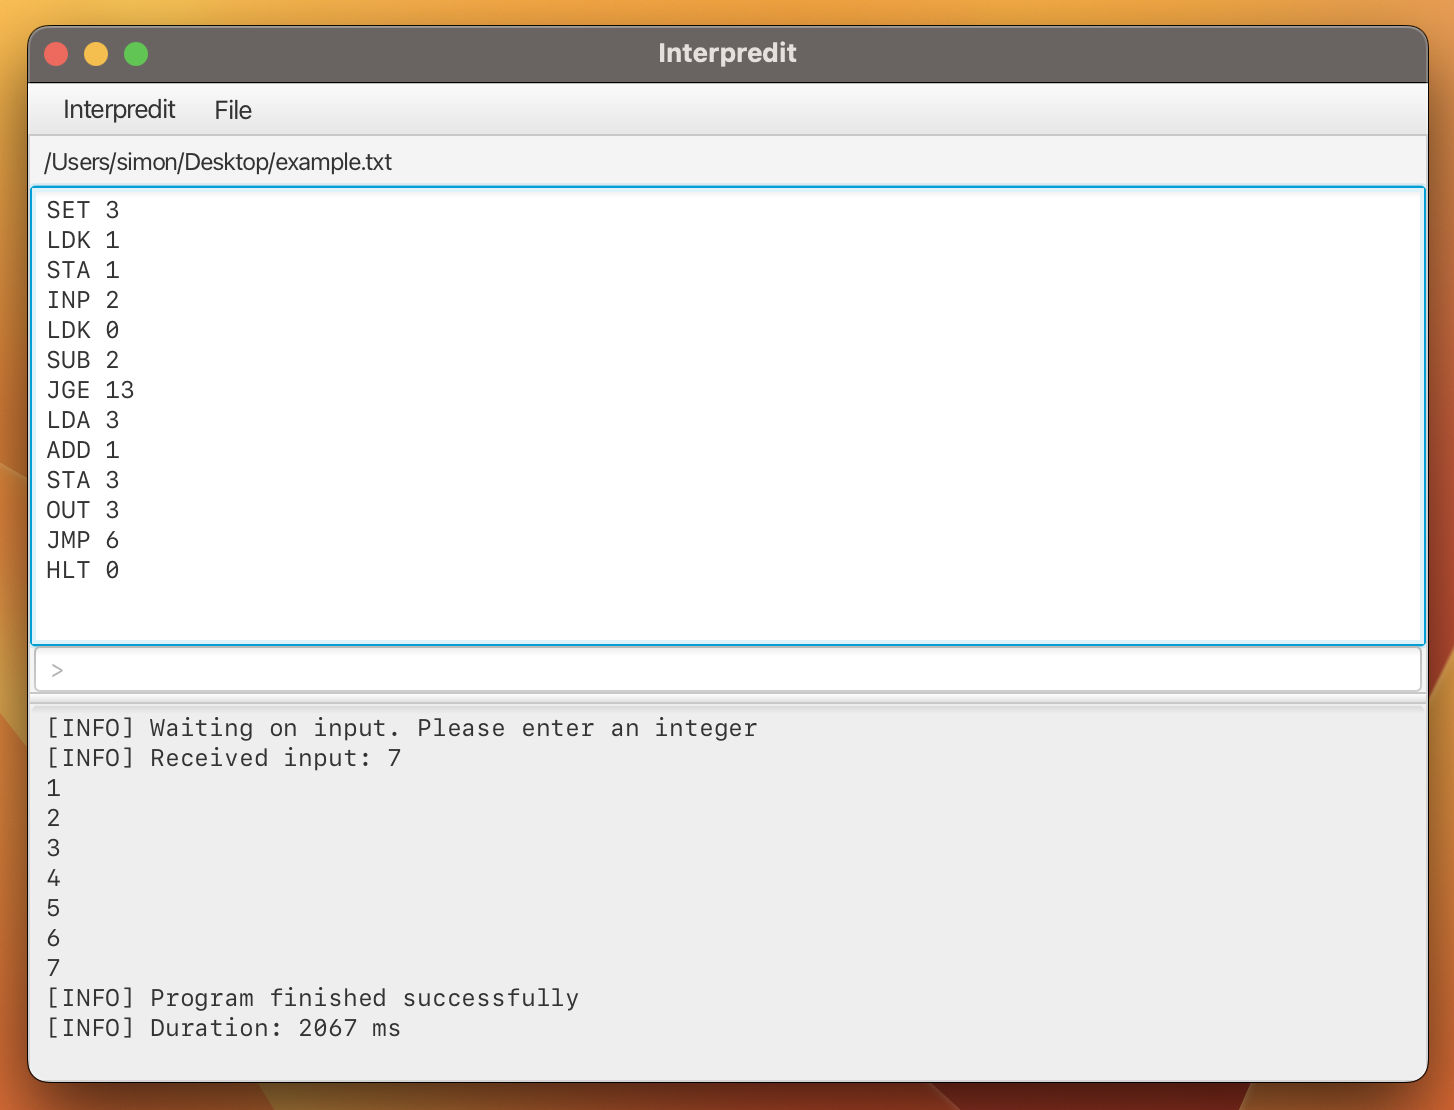 Interpredit
Interpredit File
/Users/simon/Desktop/example.txt
SET 3
LDK 1
STA 1
INP 2
LDK 0
SUB 2
JGE 13
LDA 3
ADD 1
STA 3
OUT 3
JMP 6
HLT 0
>
[INFO] Waiting on input. Please enter an integer
[INFO] Received input: 7
1
2
3
4
5
6
7
[INFO] Program finished successfully
[INFO] Duration: 2067 ms